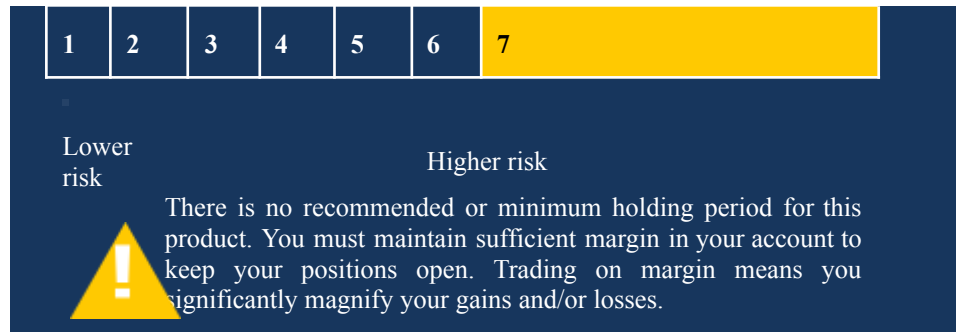 1 2 3 4 5 6 7
Lower
risk
Higher risk
There is no recommended or minimum holding period for this
product. You must maintain sufficient margin in your account to
keep your positions open. Trading on margin means you
significantly magnify your gains and/or losses.